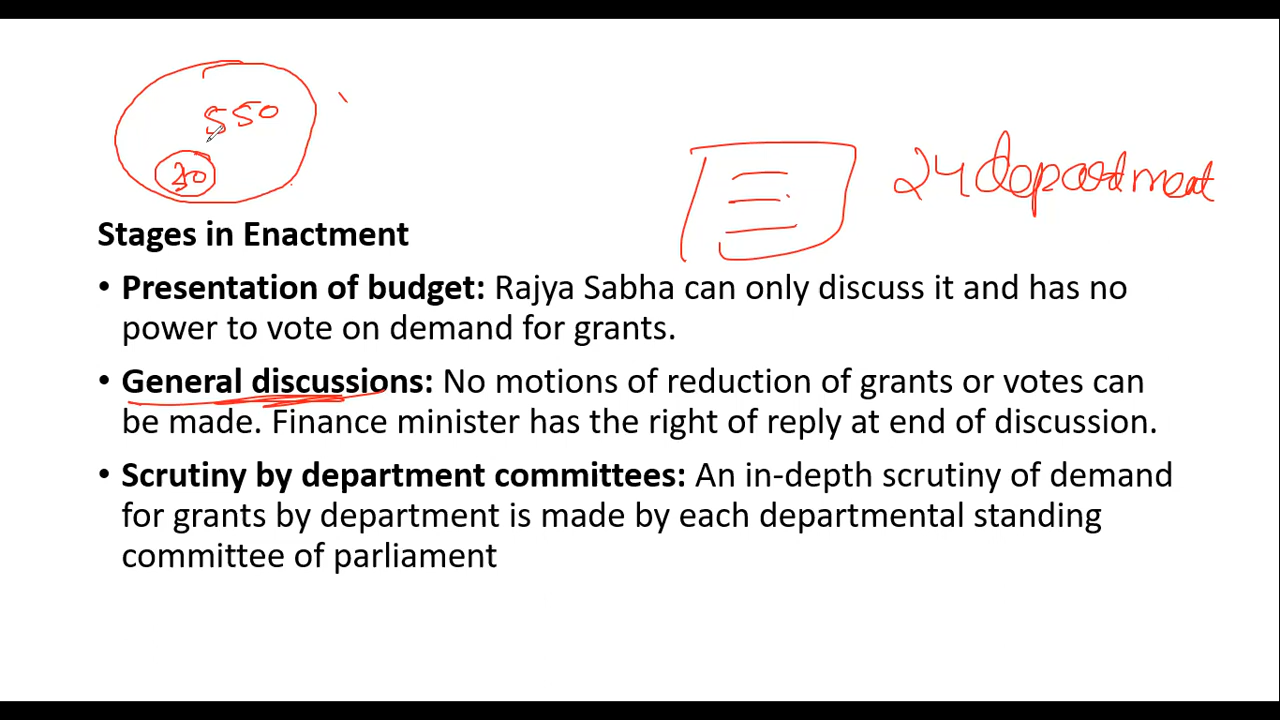 550
30
24 department
Stages in Enactment
• Presentation of budget: Rajya Sabha can only discuss it and has no
power to vote on demand for grants.
• General discussions: No motions of reduction of grants or votes can
be made. Finance minister has the right of reply at end of discussion.
• Scrutiny by department committees: An in-depth scrutiny of demand
for grants by department is made by each departmental standing
committee of parliament